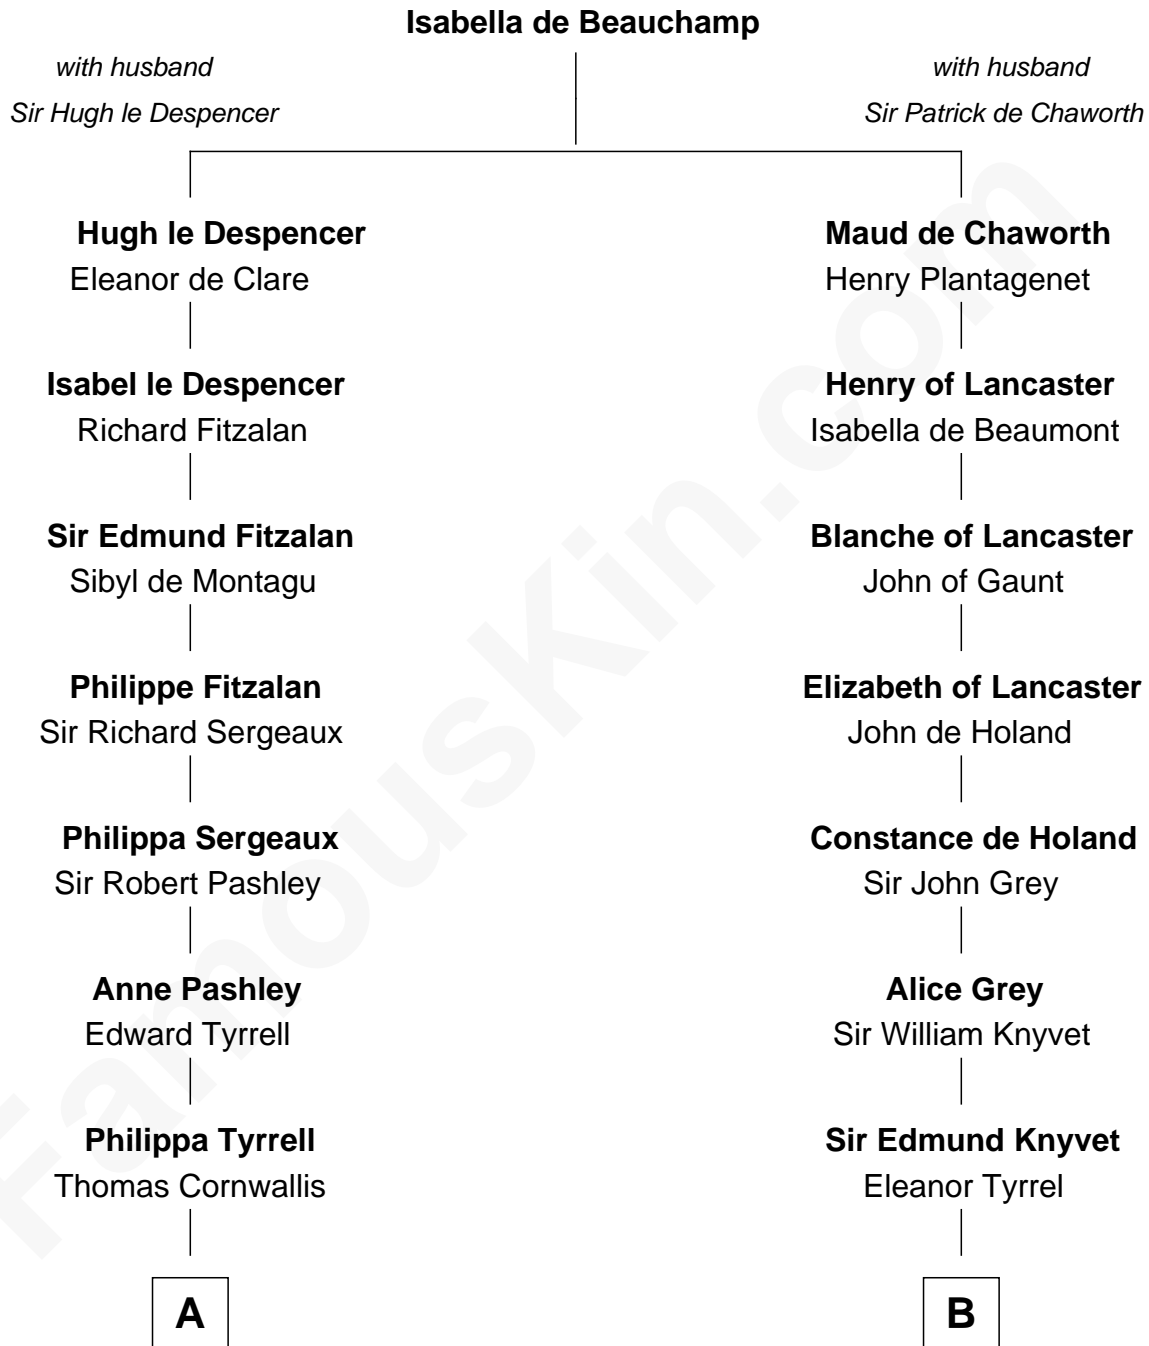 Isabella de Beauchamp
with husband
Sir Hugh le Despencer
with husband
Sir Patrick de Chaworth
Hugh le Despencer
Eleanor de Clare
Maud de Chaworth
Henry Plantagenet
Isabel le Despencer
Richard Fitzalan
Henry of Lancaster
Isabella de Beaumont
Sir Edmund Fitzalan
Sibyl de Montagu
Blanche of Lancaster
John of Gaunt
Philippe Fitzalan
Sir Richard Sergeaux
Elizabeth of Lancaster
John de Holand
Philippa Sergeaux
Sir Robert Pashley
Constance de Holand
Sir John Grey
Anne Pashley
Edward Tyrrell
Alice Grey
Sir William Knyvet
Philippa Tyrrell
Thomas Cornwallis
Sir Edmund Knyvet
Eleanor Tyrrel
A
B
FamousKin.com